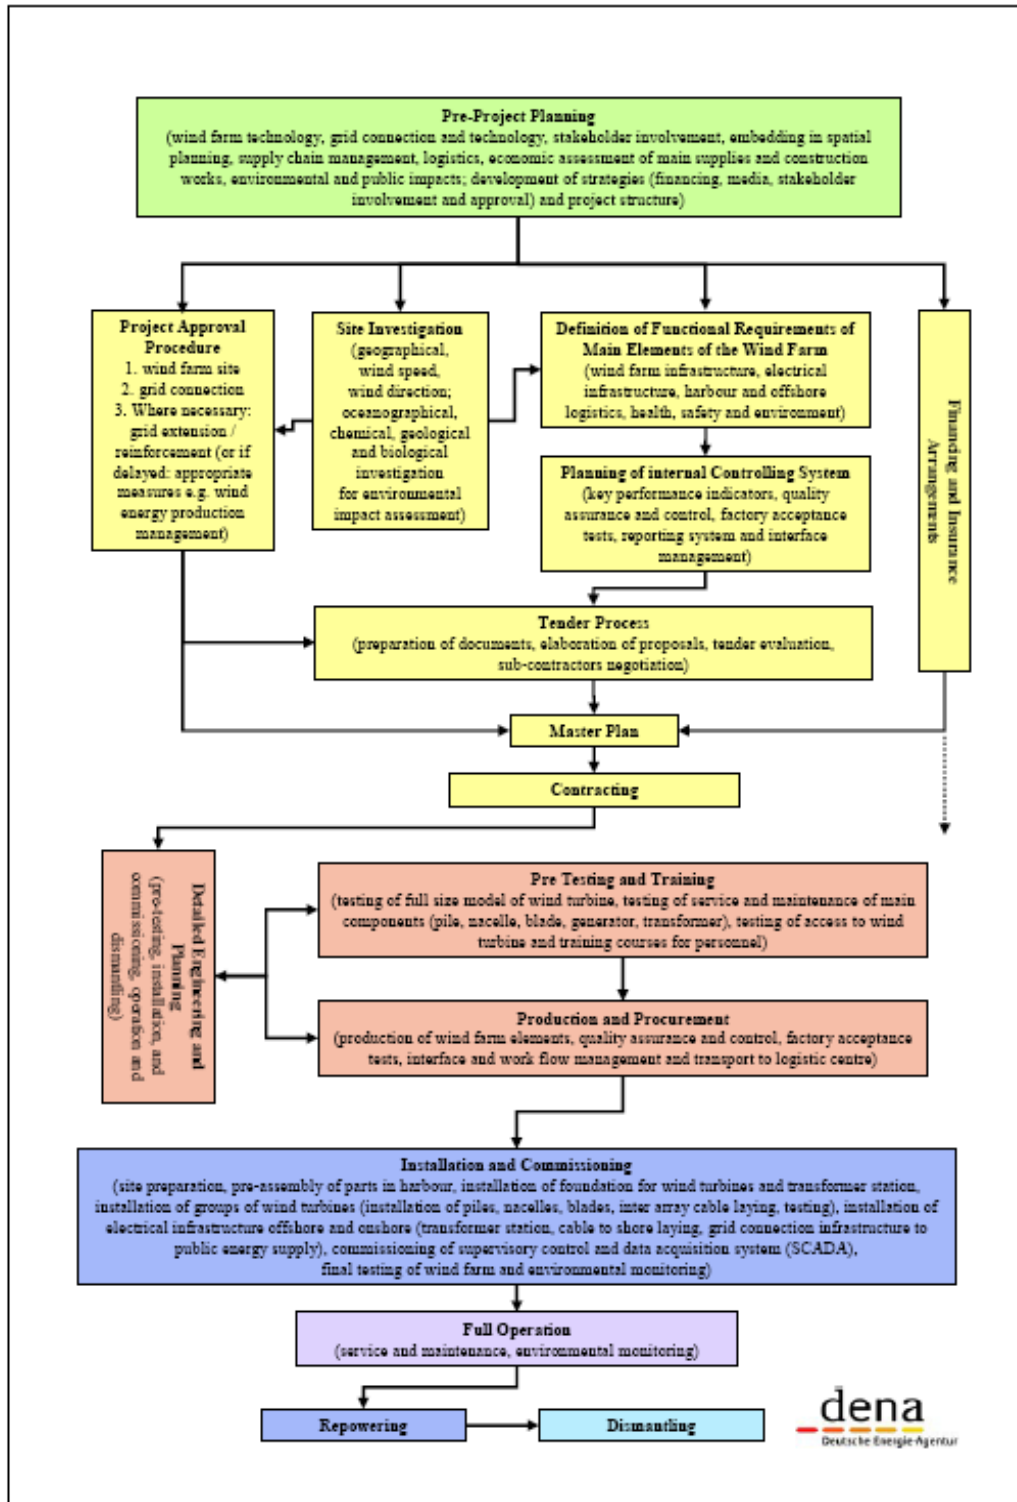 Pre-Project Planning
(wind farm technology, grid connection and technology, stakeholder involvement, embedding in spatial
planning, supply chain management, logistics, economic assessment of main supplies and construction
works, environmental and public impacts; development of strategies (financing, media, stakeholder
involvement and approval) and project structure)
Project Approval
Procedure
1. wind farm site
2. grid connection
3. Where necessary:
grid extension /
reinforcement (or if
delayed: appropriate
measures e.g. wind
energy production
management)
Site Investigation
(geographical,
wind speed,
wind direction;
oceanographical,
chemical, geological
and biological
investigation
for environmental
impact assessment)
Definition of Functional Requirements of
Main Elements of the Wind Farm
(wind farm infrastructure, electrical
infrastructure, harbour and offshore
logistics, health, safety and environment)
Planning of internal Controlling System
(key performance indicators, quality
assurance and control, factory acceptance
tests, reporting system and interface
management)
Financing and Insurance
Arrangements
Tender Process
(preparation of documents, elaboration of proposals, tender evaluation,
sub-contractors negotiation)
Master Plan
Contracting
Detailed Engineering and
Planning
(pre-testing, installation, and
commissioning, operation and
dismantling)
Pre Testing and Training
(testing of full size model of wind turbine, testing of service and maintenance of main
components (pile, nacelle, blade, generator, transformer), testing of access to wind
turbine and training courses for personnel)
Production and Procurement
(production of wind farm elements, quality assurance and control, factory acceptance
tests, interface and work flow management and transport to logistic centre)
Installation and Commissioning
(site preparation, pre-assembly of parts in harbour, installation of foundation for wind turbines and transformer station,
installation of groups of wind turbines (installation of piles, nacelles, blades, inter array cable laying, testing), installation of
electrical infrastructure offshore and onshore (transformer station, cable to shore laying, grid connection infrastructure to
public energy supply), commissioning of supervisory control and data acquisition system (SCADA),
final testing of wind farm and environmental monitoring)
Full Operation
(service and maintenance, environmental monitoring)
Repowering
Dismantling
dena
Deutsche Energie-Agentur